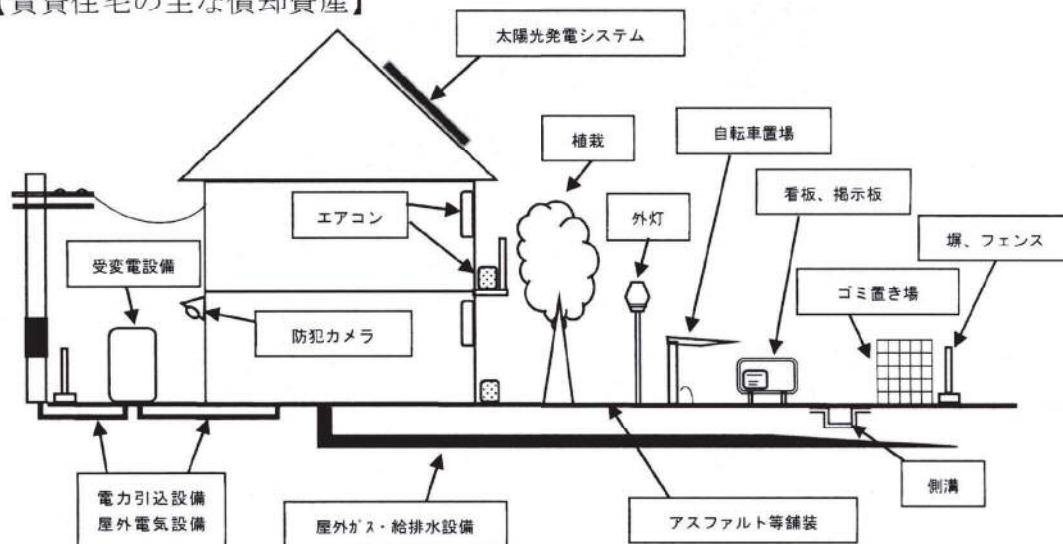 【賃貸住宅の主な償却資産】
太陽光発電システム
植栽
自転車置場
看板、掲示板
エアコン
外灯
塀、フェンス
受変電設備
ゴミ置き場
防犯カメラ
電力引込設備
屋外電気設備
屋外ガス・給排水設備
アスファルト等舗装
側溝